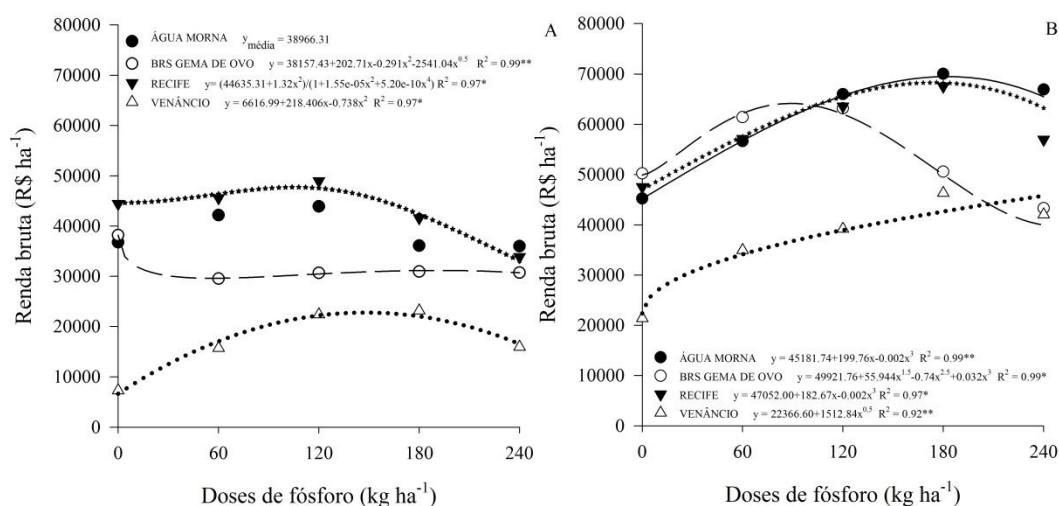 A
80000
70000
60000
50000
40000
30000
20000
10000
0
Renda bruta (R$ ha⁻¹)
ÁGUA MORNA y média = 38966.31
BRS GEMA DE OVO y = 38157.43+202.71x-0.291x²-2541.04x⁰·⁵ R² = 0.99**
RECIFE y= (44635.31+1.32x²)/(1+1.55e-05x²+5.20e-10x⁴) R² = 0.97*
VENÂNCIO y = 6616.99+218.406x-0.738x² R² = 0.97*
0 60 120 180 240
Doses de fósforo (kg ha⁻¹)
B
80000
70000
60000
50000
40000
30000
20000
10000
0
Renda bruta (R$ ha⁻¹)
ÁGUA MORNA y = 45181.74+199.76x-0.002x³ R² = 0.99**
BRS GEMA DE OVO y = 49921.76+55.944x¹·⁵-0.74x²·⁵+0.032x³ R² = 0.99*
RECIFE y = 47052.00+182.67x-0.002x³ R² = 0.97*
VENÂNCIO y = 22366.60+1512.84x⁰,⁵ R² = 0.92**
0 60 120 180 240
Doses de fósforo (kg ha⁻¹)